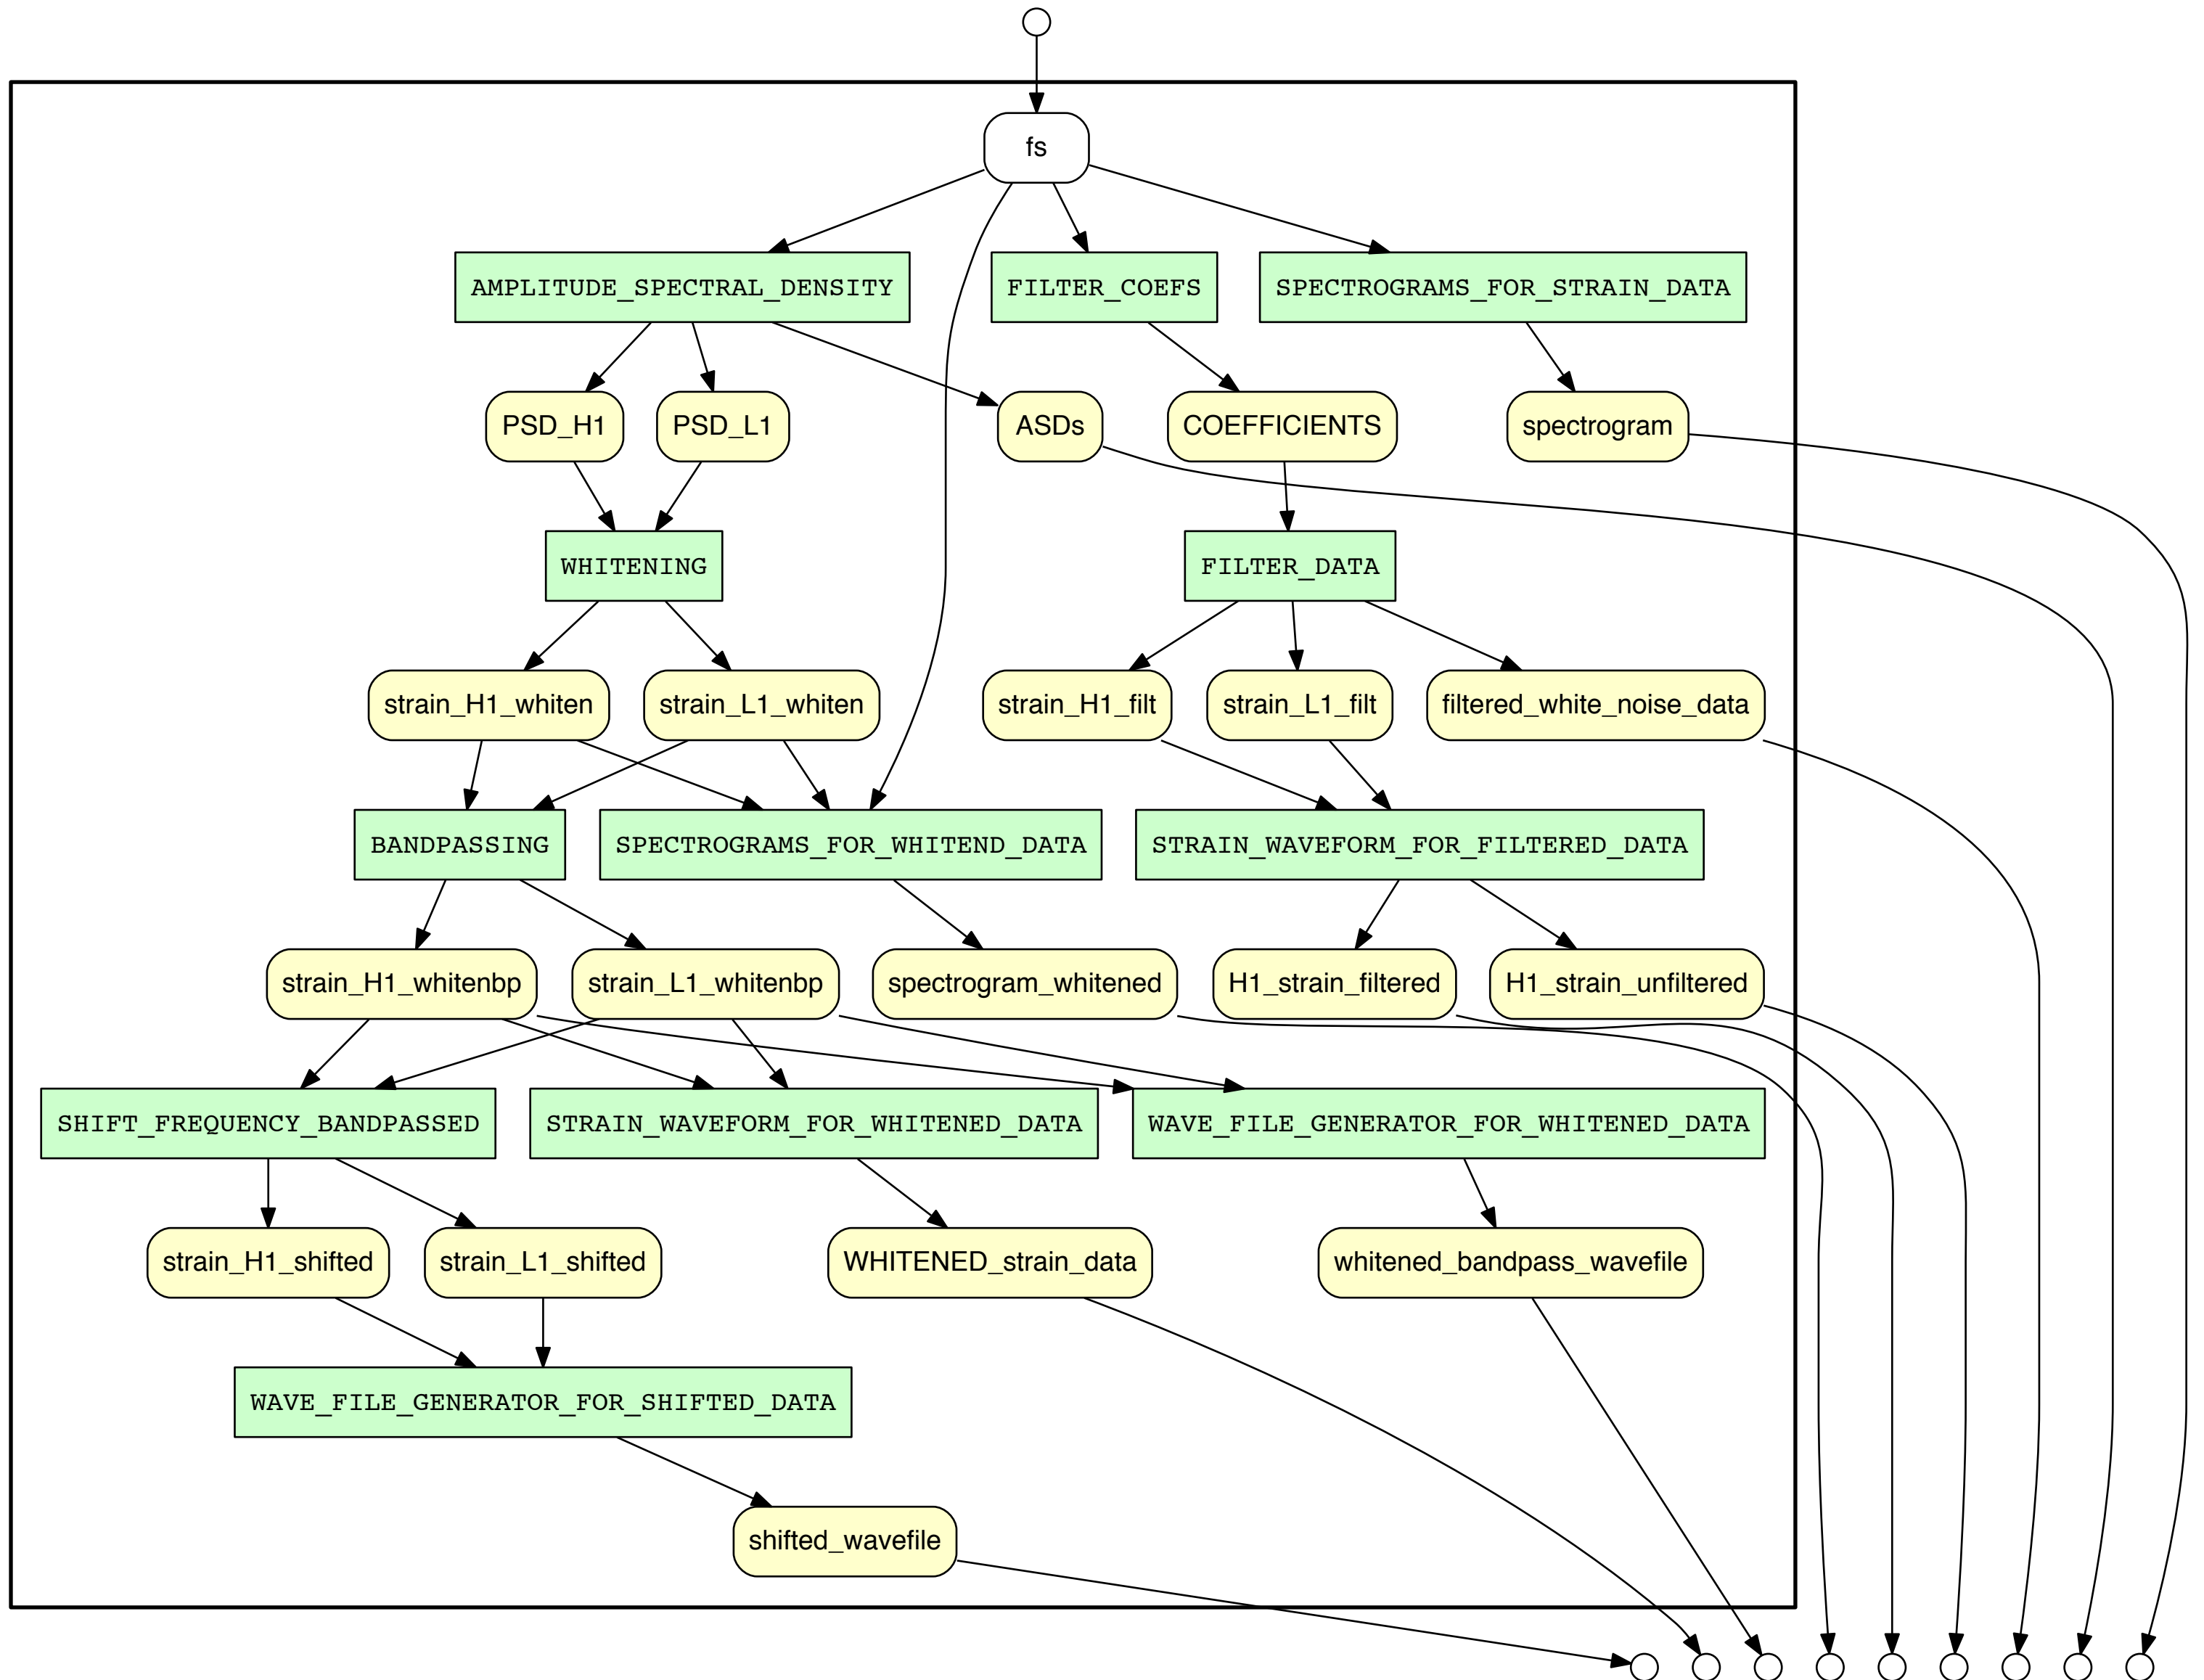 fs
AMPLITUDE_SPECTRAL_DENSITY
FILTER_COEFS
SPECTROGRAMS_FOR_STRAIN_DATA
PSD_H1
PSD_L1
ASDs
COEFFICIENTS
spectrogram
WHITENING
FILTER_DATA
strain_H1_whiten
strain_L1_whiten
strain_H1_filt
strain_L1_filt
filtered_white_noise_data
BANDPASSING
SPECTROGRAMS_FOR_WHITEND_DATA
STRAIN_WAVEFORM_FOR_FILTERED_DATA
strain_H1_whitenbp
strain_L1_whitenbp
spectrogram_whitened
H1_strain_filtered
H1_strain_unfiltered
SHIFT_FREQUENCY_BANDPASSED
STRAIN_WAVEFORM_FOR_WHITENED_DATA
WAVE_FILE_GENERATOR_FOR_WHITENED_DATA
strain_H1_shifted
strain_L1_shifted
WHITENED_strain_data
whitened_bandpass_wavefile
WAVE_FILE_GENERATOR_FOR_SHIFTED_DATA
shifted_wavefile